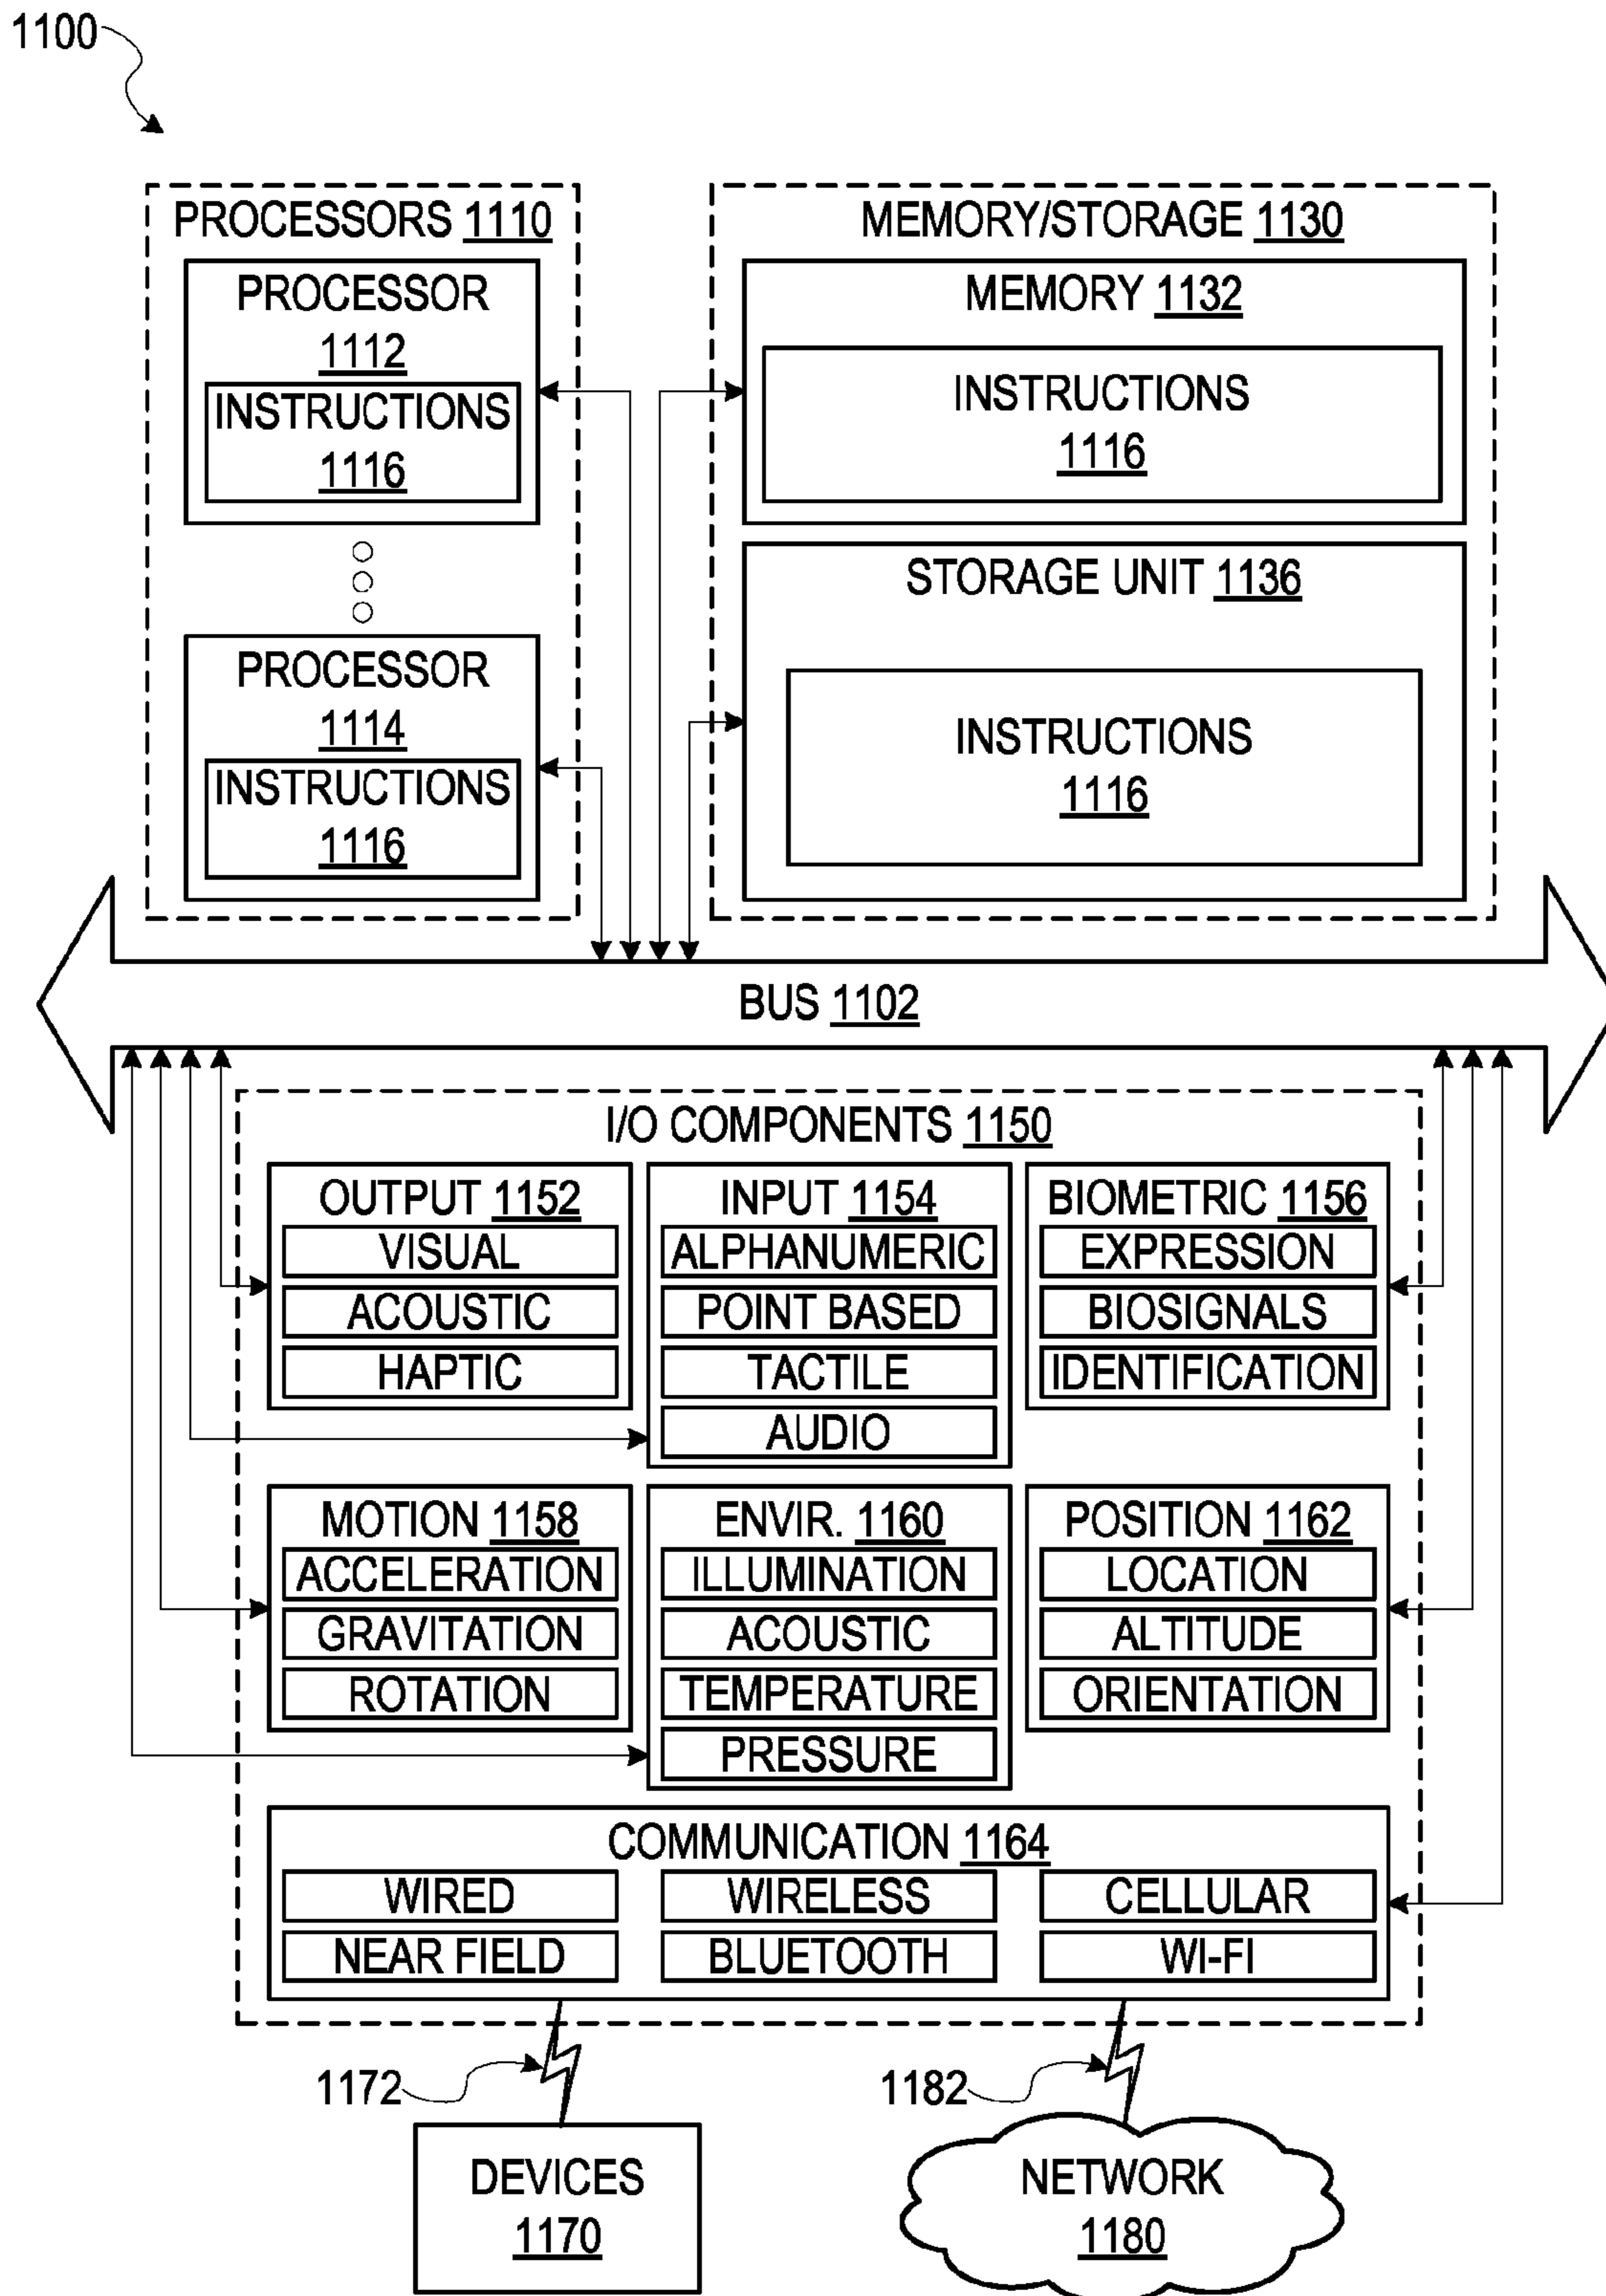 1100
PROCESSORS 1110
PROCESSOR
1112
INSTRUCTIONS
1116
PROCESSOR
1114
INSTRUCTIONS
1116
MEMORY/STORAGE 1130
MEMORY 1132
INSTRUCTIONS
1116
STORAGE UNIT 1136
INSTRUCTIONS
1116
BUS 1102
I/O COMPONENTS 1150
OUTPUT 1152
VISUAL
ACOUSTIC
HAPTIC
INPUT 1154
ALPHANUMERIC
POINT BASED
TACTILE
AUDIO
BIOMETRIC 1156
EXPRESSION
BIOSIGNALS
IDENTIFICATION
MOTION 1158
ACCELERATION
GRAVITATION
ROTATION
ENVIR. 1160
ILLUMINATION
ACOUSTIC
TEMPERATURE
PRESSURE
POSITION 1162
LOCATION
ALTITUDE
ORIENTATION
COMMUNICATION 1164
WIRED
WIRELESS
CELLULAR
NEAR FIELD
BLUETOOTH
WI-FI
1172
1182
DEVICES
1170
NETWORK
1180